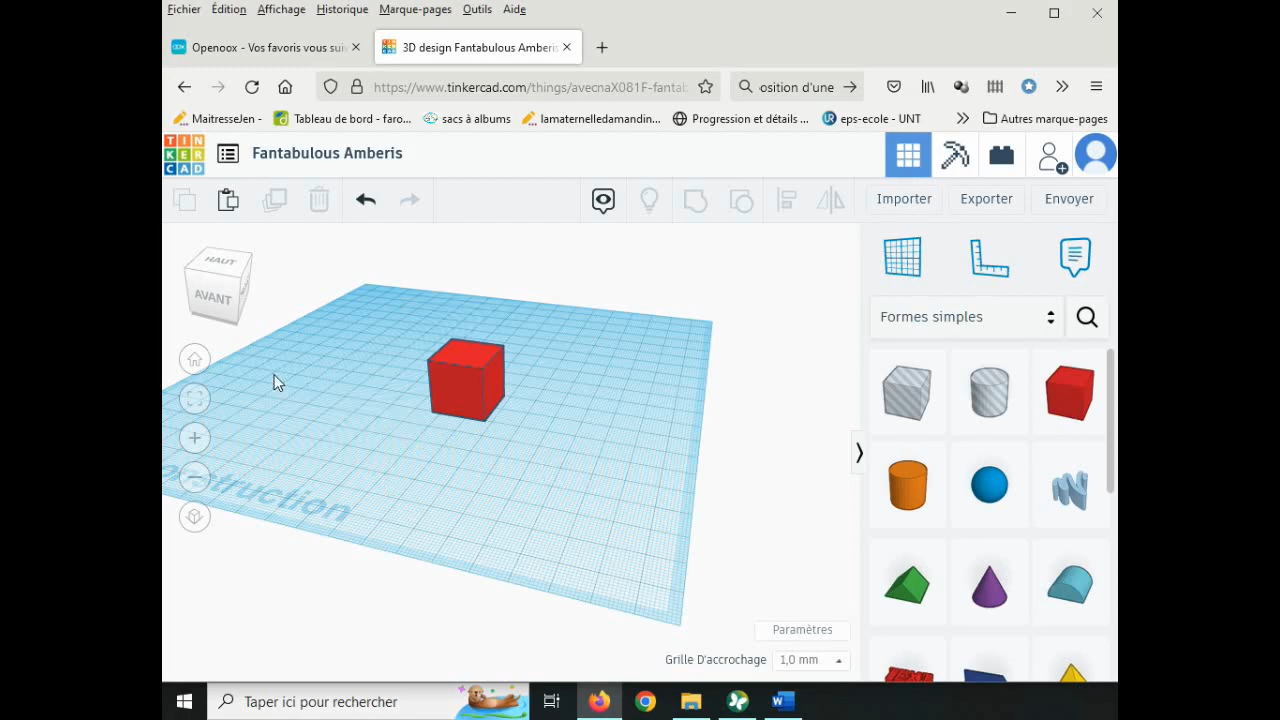 Fichier Édition Affichage Historique Marque-pages Outils Aide
Openoox - Vos favoris vous suiv
3D design Fantabulous Amberis
https://www.tinkercad.com/things/avecnaX081F-fantab
position d'une
Maitresselen -
Tableau de bord - faro...
sacs à albums
lamaternelledamandin...
Progression et détails ...
eps-ecole · UNT
Autres marque-pages
TIN
KER
CAD
Fantabulous Amberis
Importer
Exporter
Envoyer
HAUT
AVANT
Formes simples
Paramètres
Grille D'accrochage
1,0 mm
Taper ici pour rechercher